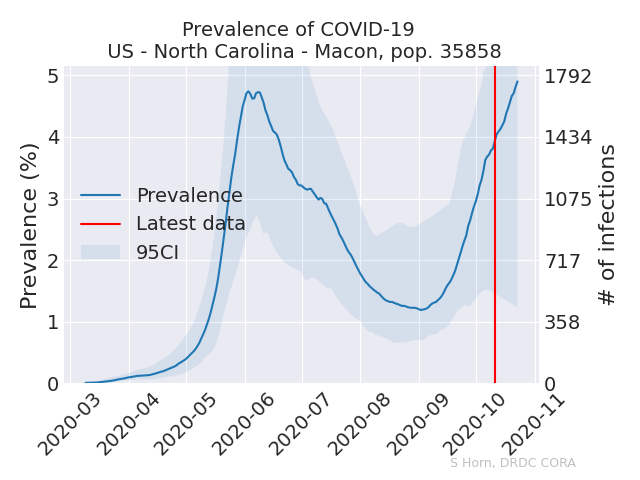 Prevalence of COVID-19
US - North Carolina - Macon, pop. 35858
Prevalence (%)
5
4
3
2
1
0
1792
1434
1075
717
358
0
# of infections
Prevalence
Latest data
95CI
2020-03
2020-04
2020-05
2020-06
2020-07
2020-08
2020-09
2020-10
2020-11
S Horn, DRDC CORA